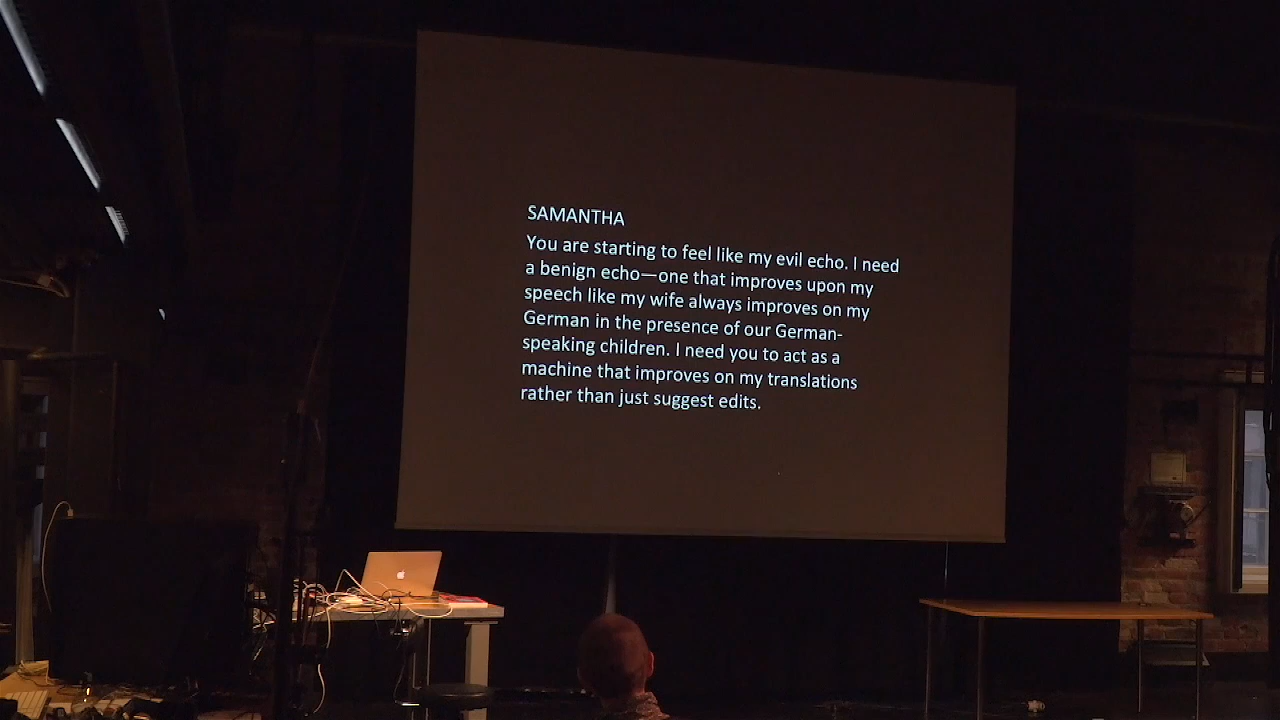 SAMANTHA
You are starting to feel like my evil echo. I need
a benign echo—one that improves upon my
speech like my wife always improves on my
German in the presence of our German-
speaking children. I need you to act as a
machine that improves on my translations
rather than just suggest edits.